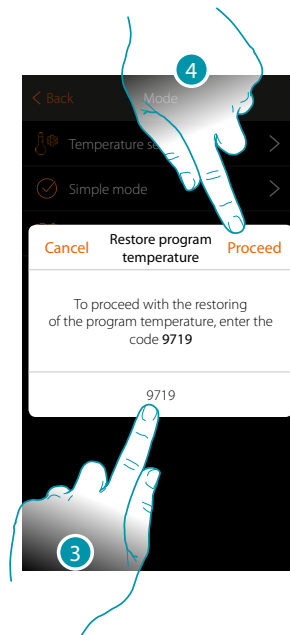 4
< Back Mode
Temperature s
Simple mode
Cancel Restore program temperature Proceed
To proceed with the restoring
of the program temperature, enter the
code 9719
9719
3